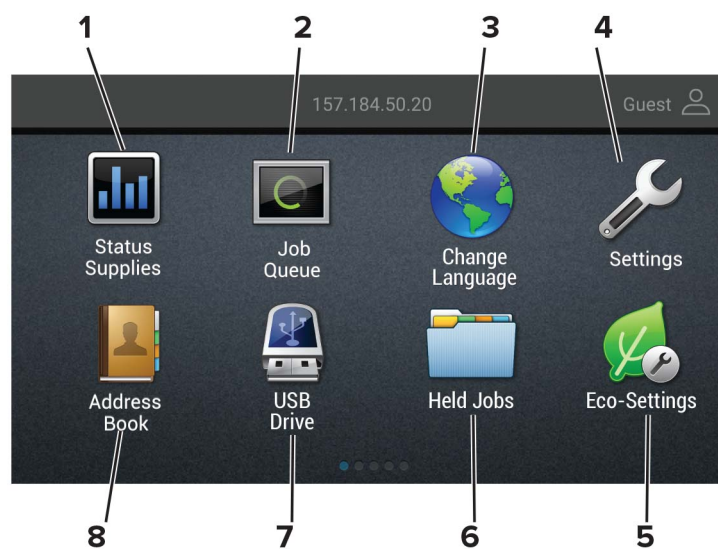 1 2 3 4
157.184.50.20 Guest
Status
Supplies
Job
Queue
Change
Language
Settings
Address
Book
USB
Drive
Held Jobs
Eco-Settings
8 7 6 5